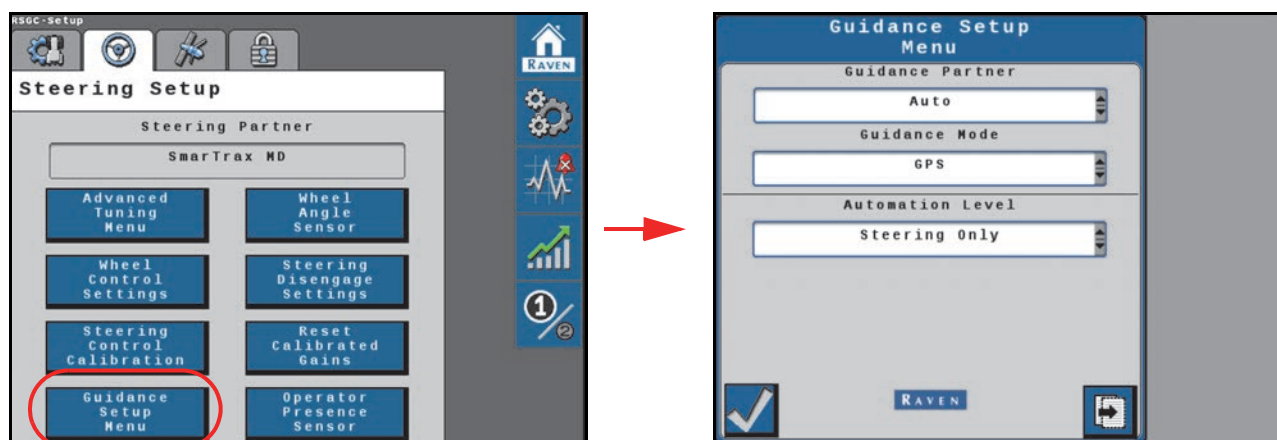 RSGC-Setup
Steering Setup
Steering Partner
SmarTrax MD
Advanced
Tuning
Menu
Wheel
Angle
Sensor
Wheel
Control
Settings
Steering
Disengage
Settings
Steering
Control
Calibration
Reset
Calibrated
Gains
Guidance
Setup
Menu
Operator
Presence
Sensor
RAVEN
1
2
Guidance Setup
Menu
Guidance Partner
Auto
Guidance Mode
GPS
Automation Level
Steering Only
RAVEN